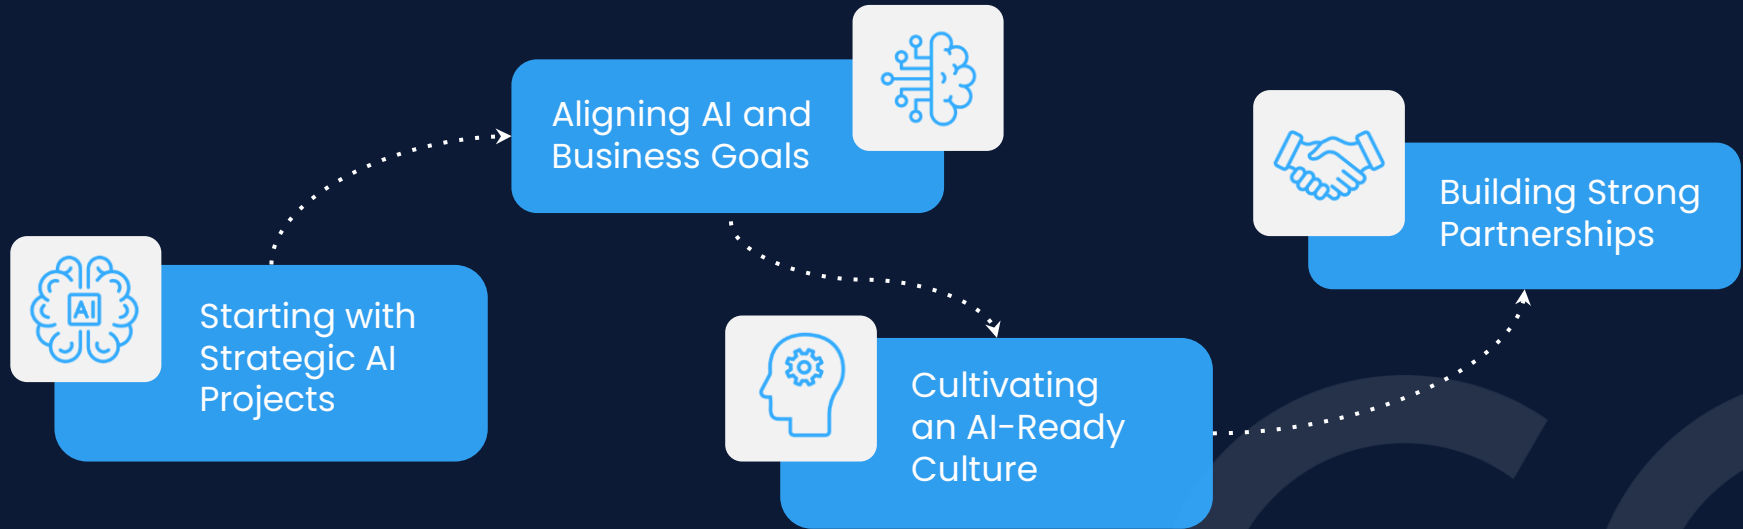 Starting with
Strategic AI
Projects
AI
Aligning AI and
Business Goals
Cultivating
an AI-Ready
Culture
Building Strong
Partnerships